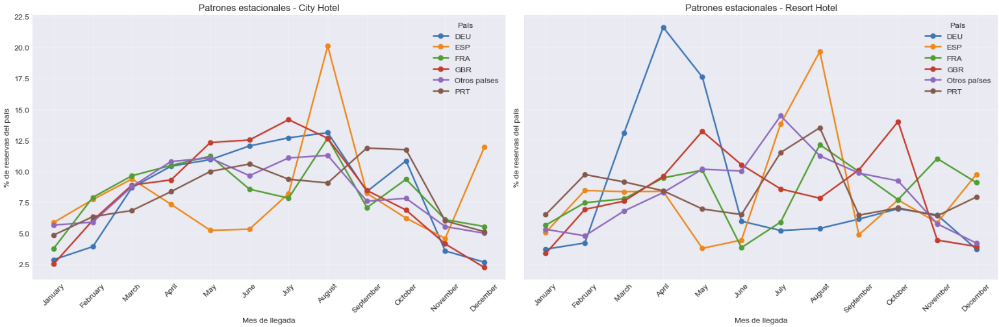 Patrones estacionales - City Hotel
22.5
20.0
17.5
15.0
12.5
10.0
7.5
5.0
2.5
% de reservas del país
País
DEU
ESP
FRA
GBR
Otros países
PRT
January
February
March
April
May
June
July
August
September
October
November
December
Mes de llegada
Patrones estacionales - Resort Hotel
% de reservas del país
País
DEU
ESP
FRA
GBR
Otros países
PRT
January
February
March
April
May
June
July
August
September
October
November
December
Mes de llegada